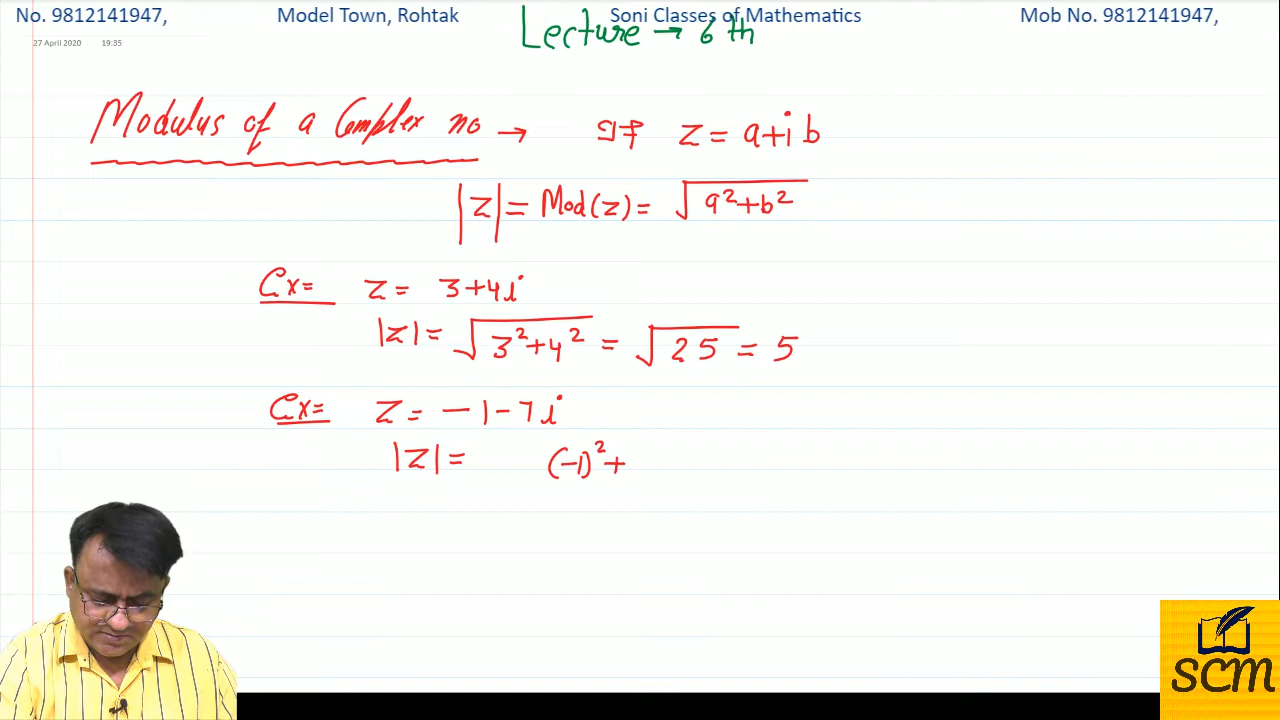 No. 9812141947, Model Town, Rohtak Soni Classes of Mathematics Mob No. 9812141947,
Lecture → 6 th
27 April 2020 19:35
Modulus of a Complex no → If z = a+ib
|z| = Mod(z) = √a²+b²
Ex= z = 3+4i
|z| = √3²+4² = √25 = 5
Ex= z = -1-7i
|z| = (-1)²+
SCM